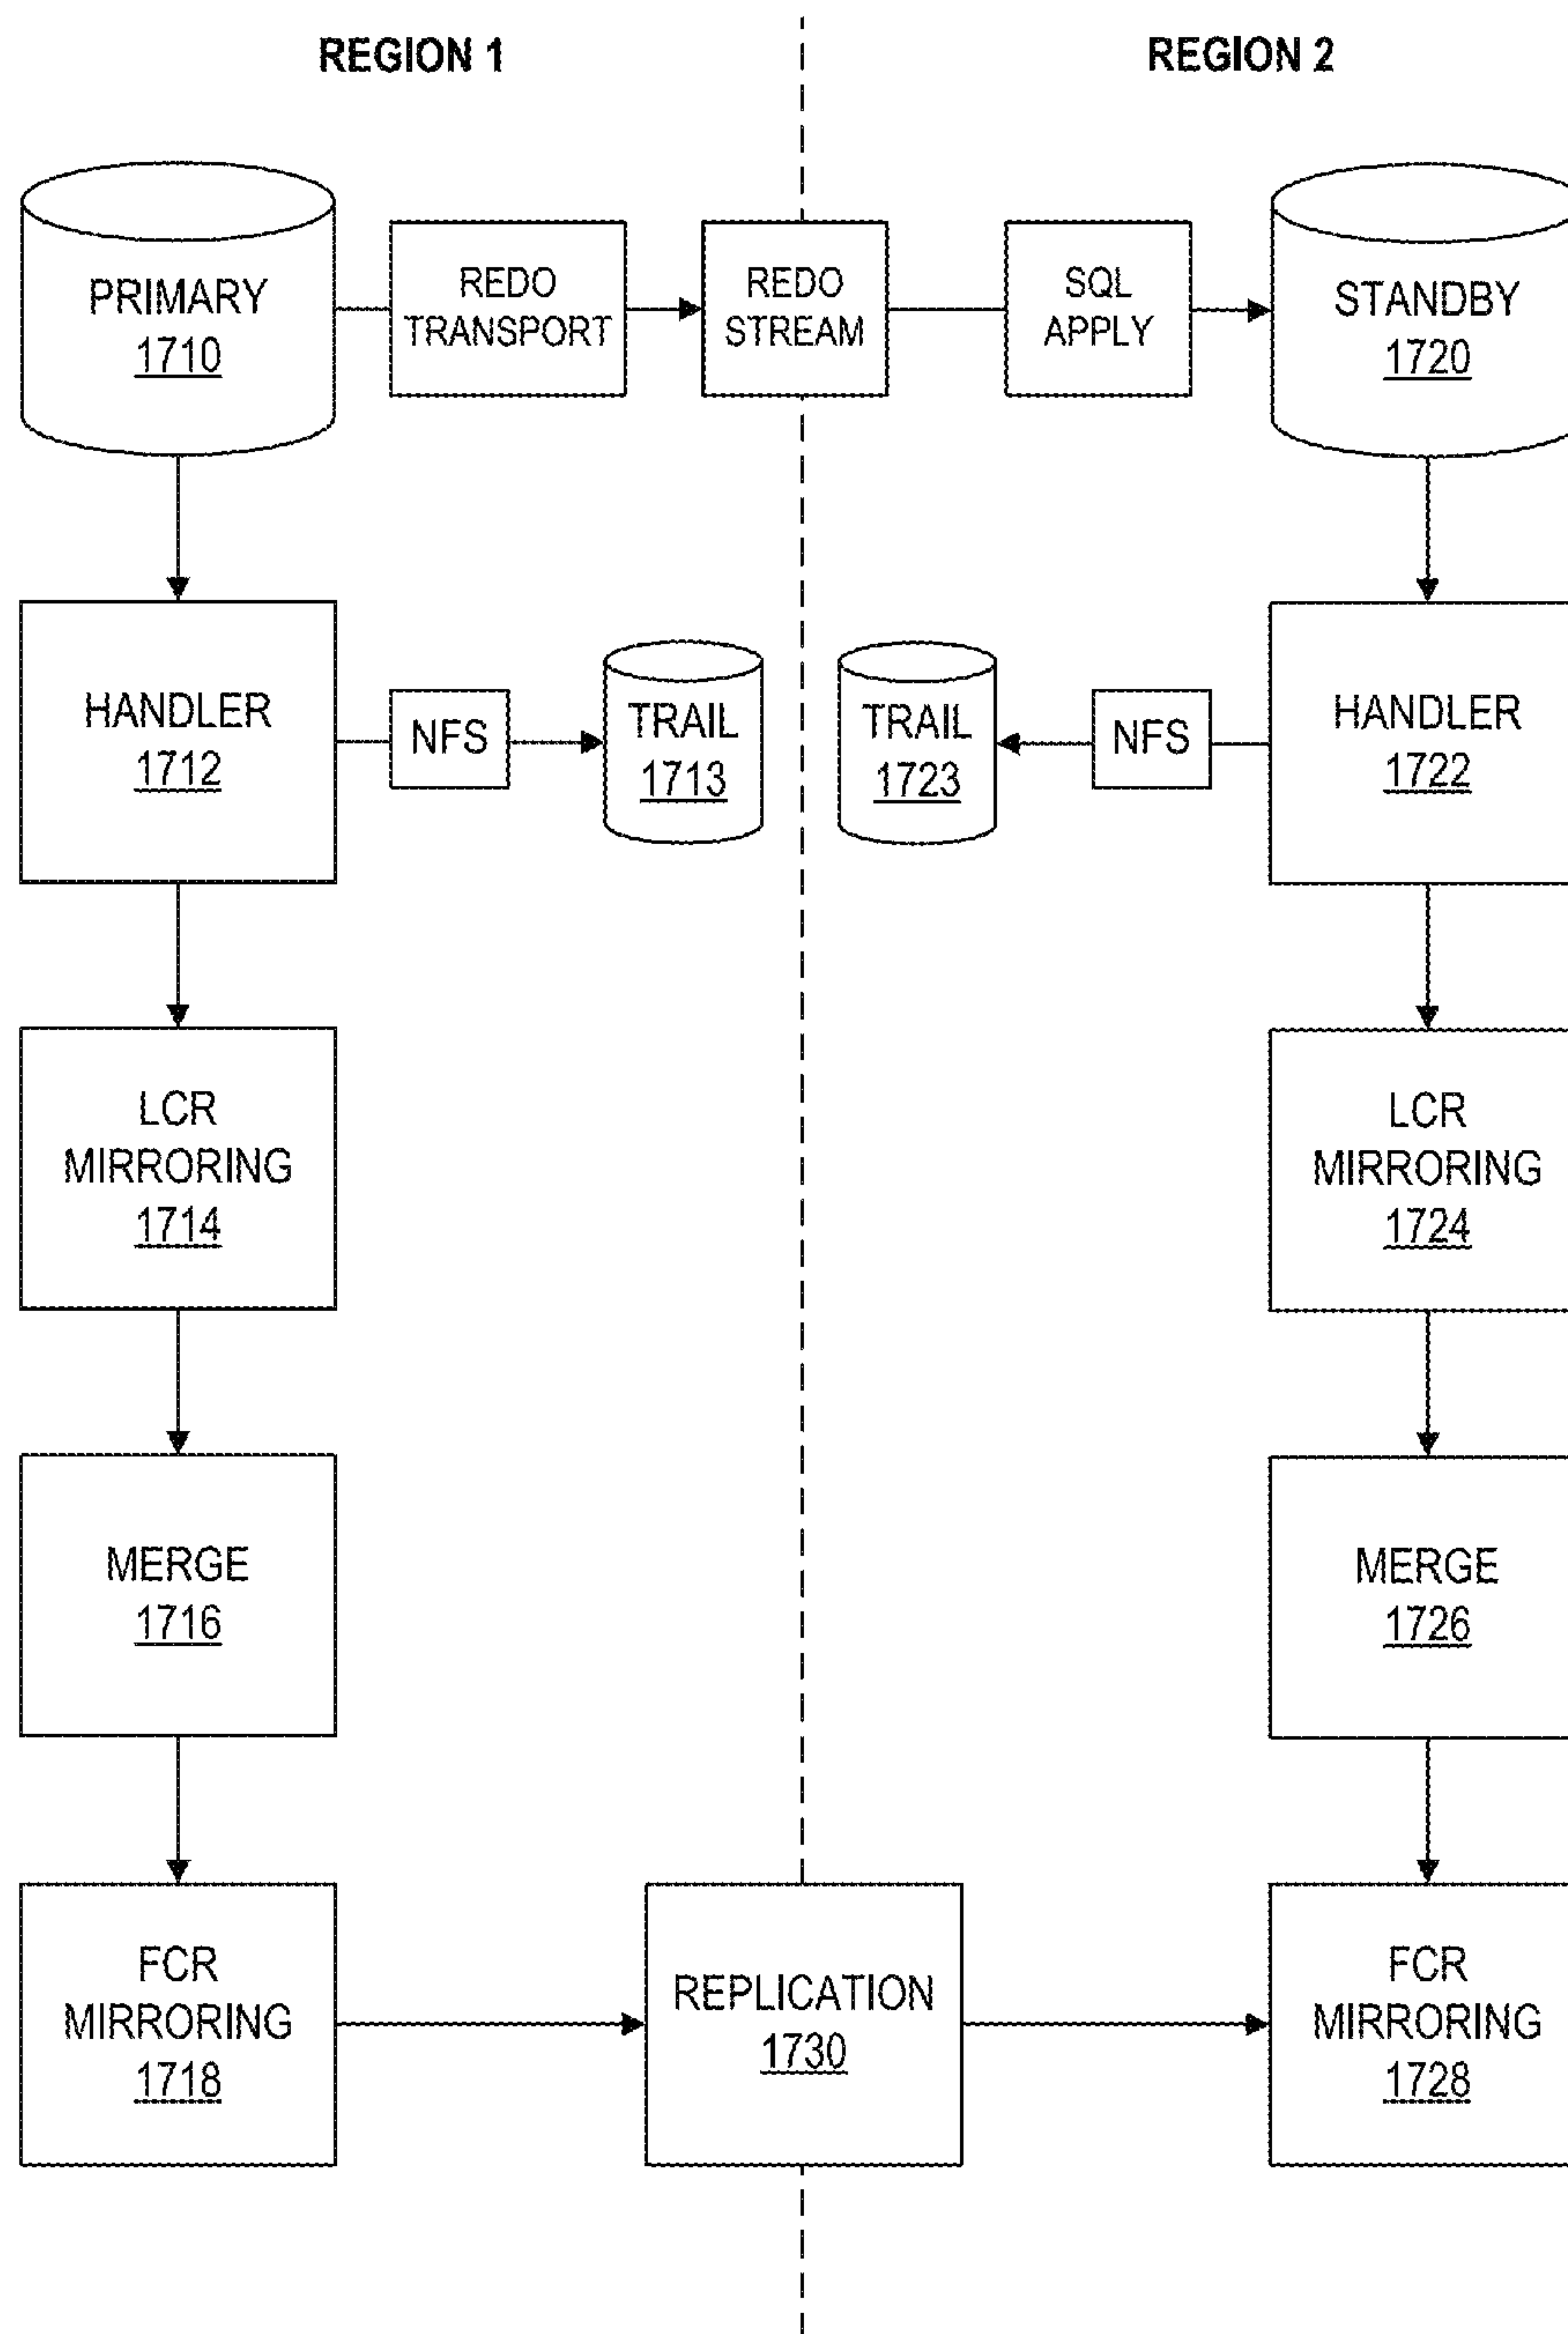 REGION 1
REGION 2
PRIMARY
1710
REDO
TRANSPORT
REDO
STREAM
SQL
APPLY
STANDBY
1720
HANDLER
1712
NFS
TRAIL
1713
TRAIL
1723
NFS
HANDLER
1722
LCR
MIRRORING
1714
LCR
MIRRORING
1724
MERGE
1716
MERGE
1726
FCR
MIRRORING
1718
REPLICATION
1730
FCR
MIRRORING
1728